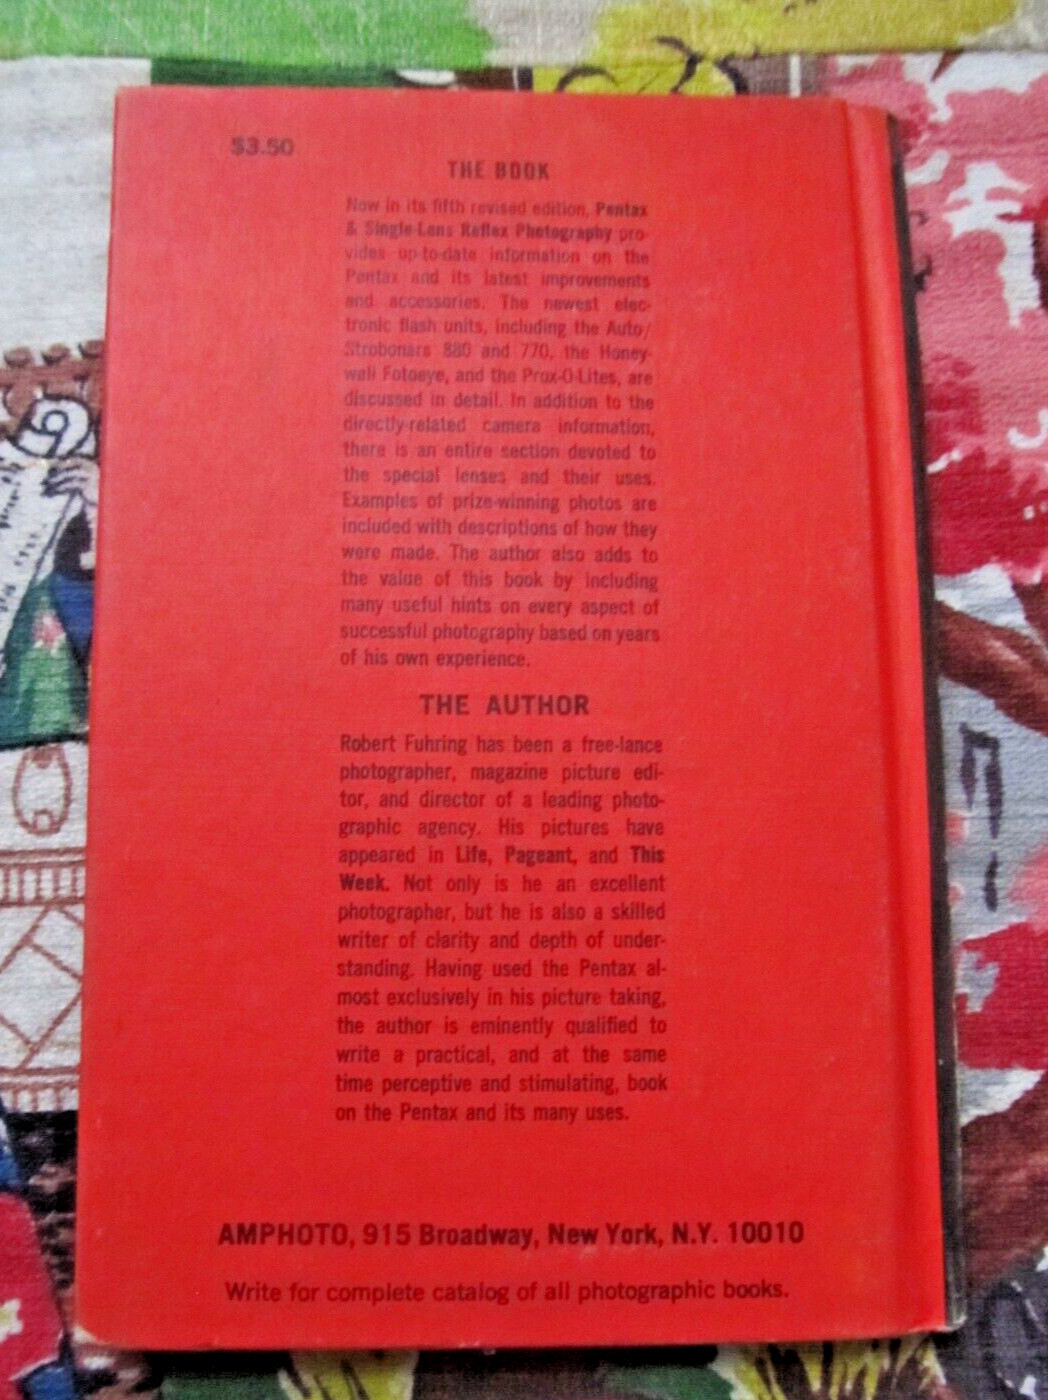 $3.50
THE BOOK
Now in its fifth revised edition, Pentax
& Single-Lens Reflex Photography pro-
vides up-to-date information on the
Pentax and its latest improvements
and accessories. The newest elec-
tronic flash units, including the Auto/
Strobonars 880 and 770, the Honey-
well Fotoeye, and the Prox-O-Lites, are
discussed in detail. In addition to the
directly-related camera information,
there is an entire section devoted to
the special lenses and their uses.
Examples of prize-winning photos are
included with descriptions of how they
were made. The author also adds to
the value of this book by including
many useful hints on every aspect of
successful photography based on years
of his own experience.
THE AUTHOR
Robert Fuhring has been a free-lance
photographer, magazine picture edi-
tor, and director of a leading photo-
graphic agency. His pictures have
appeared in Life, Pageant, and This
Week. Not only is he an excellent
photographer, but he is also a skilled
writer of clarity and depth of under-
standing. Having used the Pentax al-
most exclusively in his picture taking,
the author is eminently qualified to
write a practical, and at the same
time perceptive and stimulating, book
on the Pentax and its many uses.
AMPHOTO, 915 Broadway, New York, N.Y. 10010
Write for complete catalog of all photographic books.